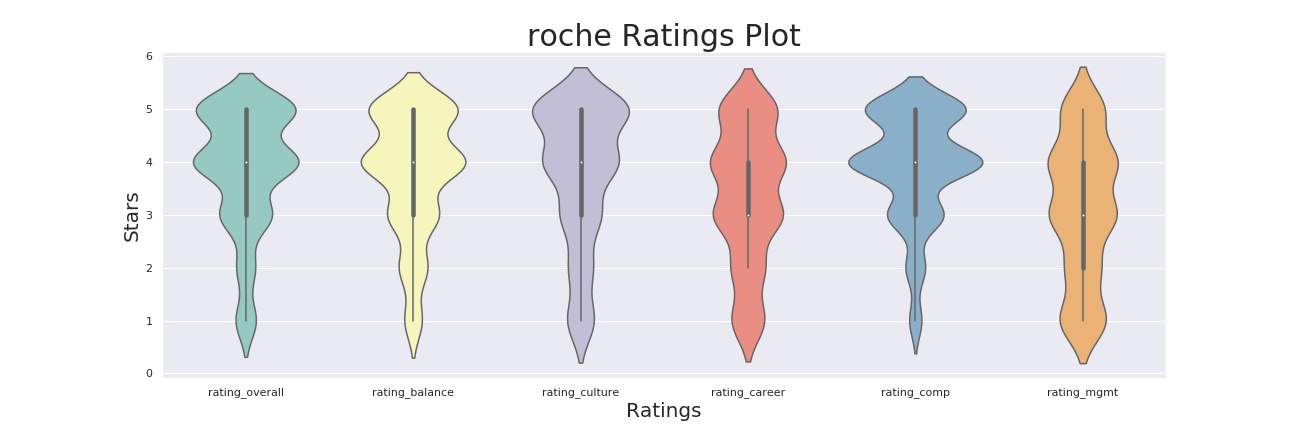 roche Ratings Plot
6
5
4
3
2
1
0
Stars
rating_overall rating_balance rating_culture rating_career rating_comp rating_mgmt
Ratings